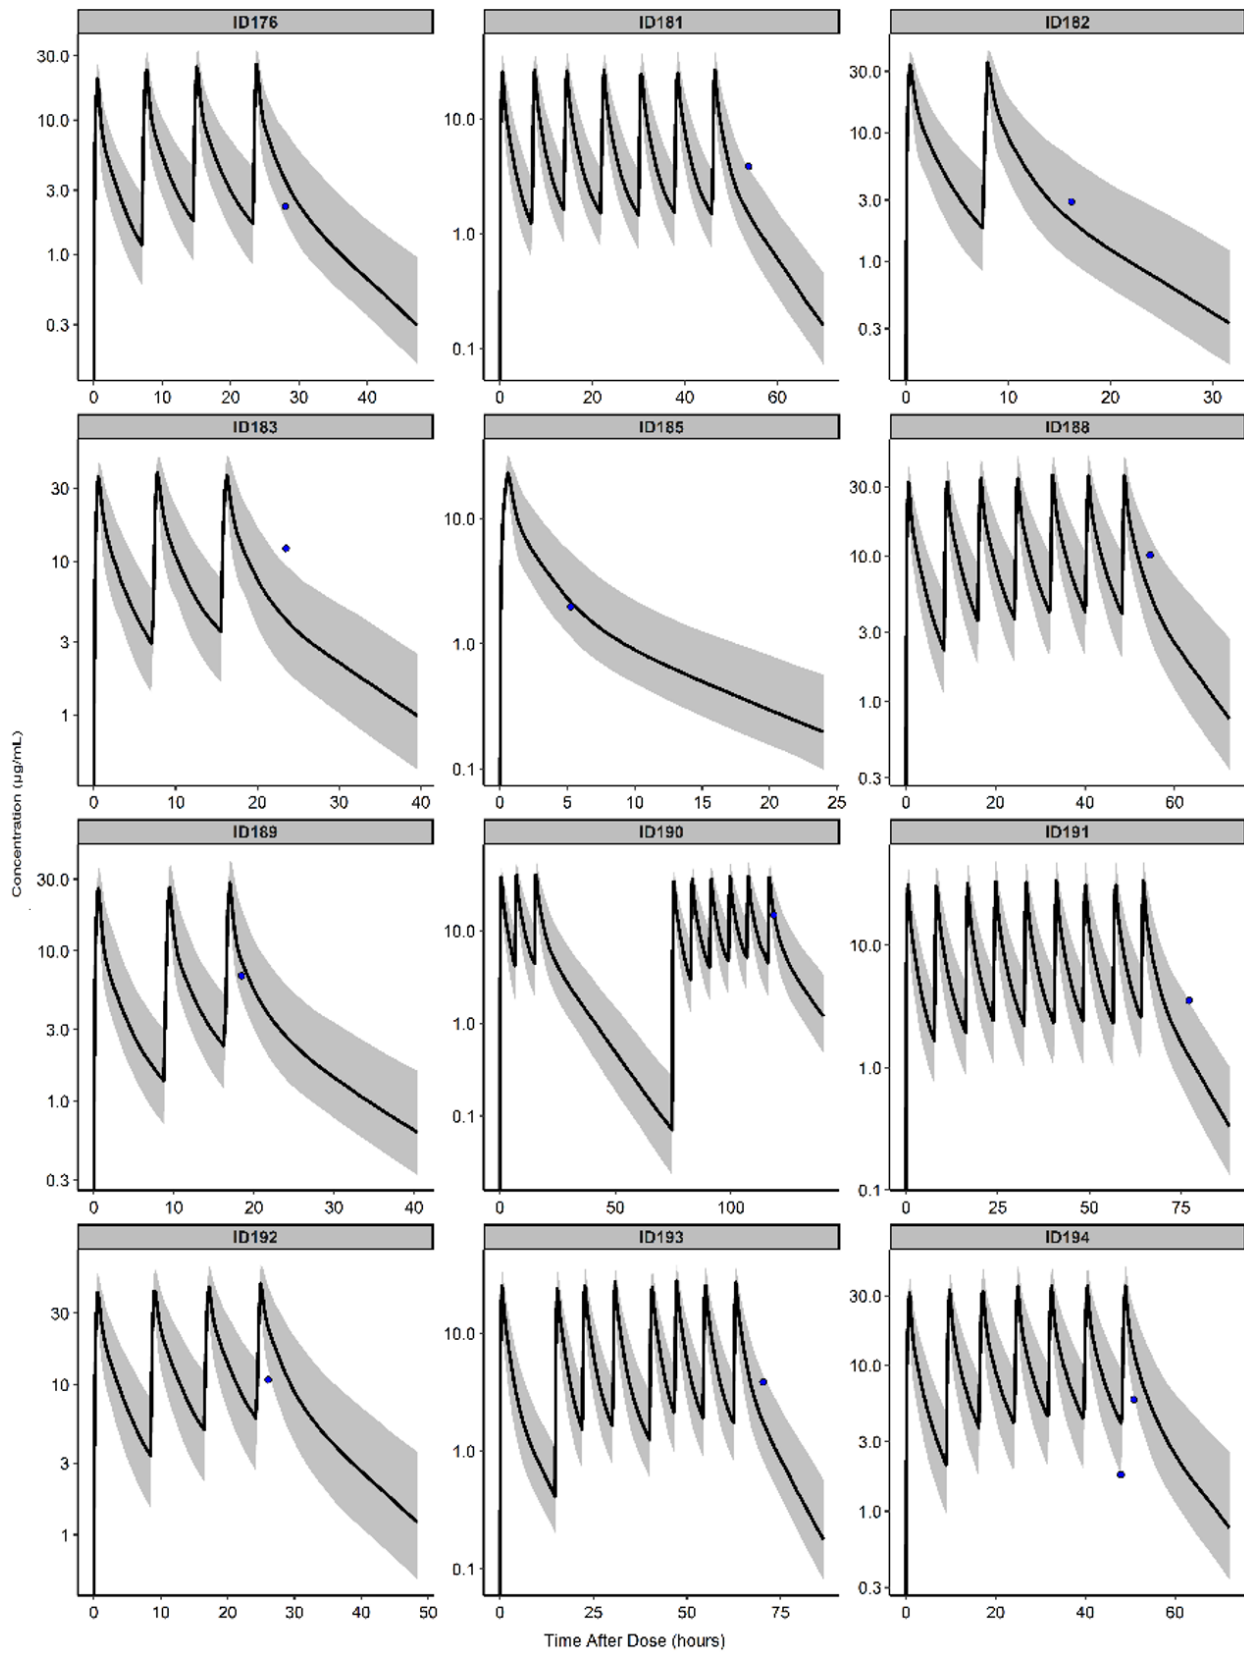 ID176 ID181 ID182
30.0 10.0 3.0 1.0 0.3
10.0 1.0 0.1
30.0 10.0 3.0 1.0 0.3
0 10 20 30 40
0 20 40 60
0 10 20 30
ID183 ID185 ID188
30 10 3 1
10.0 1.0 0.1
30.0 10.0 3.0 1.0 0.3
0 10 20 30 40
0 5 10 15 20 25
0 20 40 60
Concentration (µg/mL)
ID189 ID190 ID191
30.0 10.0 3.0 1.0 0.3
10.0 1.0 0.1
10.0 1.0 0.1
0 10 20 30 40
0 50 100
0 25 50 75
ID192 ID193 ID194
30 10 3 1
10.0 1.0 0.1
30.0 10.0 3.0 1.0 0.3
0 10 20 30 40 50
0 25 50 75
0 20 40 60
Time After Dose (hours)